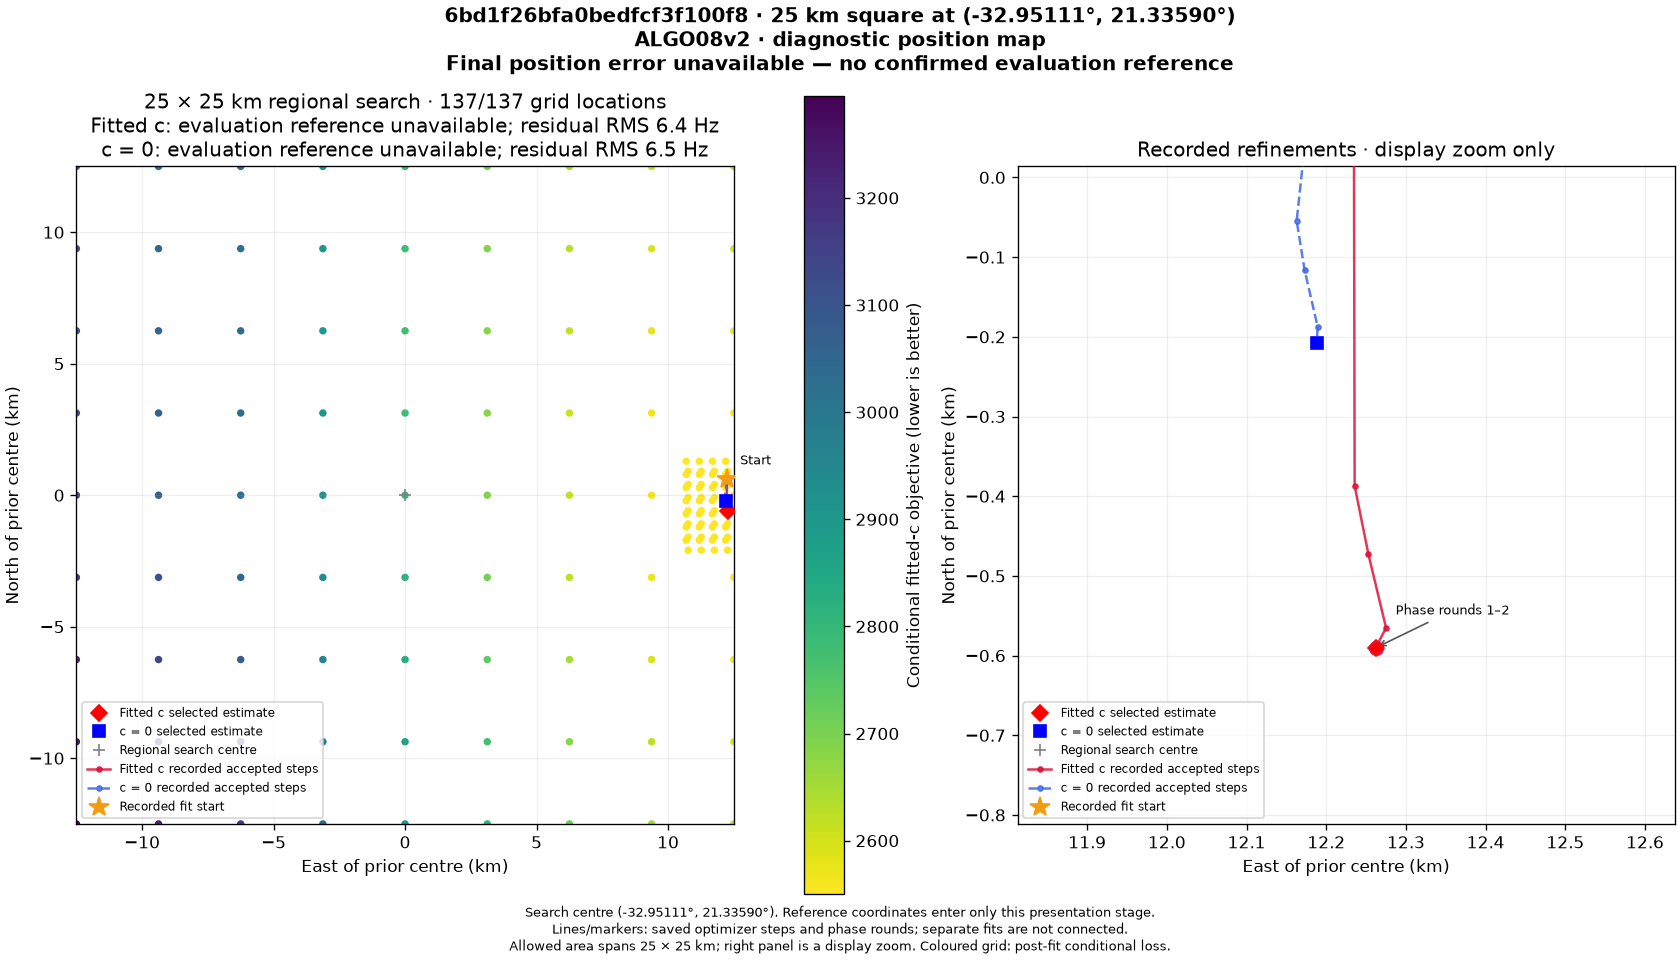 6bd1f26bfa0bedfcf3f100f8 · 25 km square at (-32.95111°, 21.33590°)
ALGO08v2 · diagnostic position map
Final position error unavailable — no confirmed evaluation reference
25 × 25 km regional search · 137/137 grid locations
Fitted c: evaluation reference unavailable; residual RMS 6.4 Hz
c = 0: evaluation reference unavailable; residual RMS 6.5 Hz
10
5
0
−5
−10
North of prior centre (km)
−10
−5
0
5
10
East of prior centre (km)
Start
Fitted c selected estimate
c = 0 selected estimate
Regional search centre
Fitted c recorded accepted steps
c = 0 recorded accepted steps
Recorded fit start
3200
3100
3000
2900
2800
2700
2600
Conditional fitted-c objective (lower is better)
Recorded refinements · display zoom only
0.0
−0.1
−0.2
−0.3
−0.4
−0.5
−0.6
−0.7
−0.8
North of prior centre (km)
Phase rounds 1–2
Fitted c selected estimate
c = 0 selected estimate
Regional search centre
Fitted c recorded accepted steps
c = 0 recorded accepted steps
Recorded fit start
11.9
12.0
12.1
12.2
12.3
12.4
12.5
12.6
East of prior centre (km)
Search centre (-32.95111°, 21.33590°). Reference coordinates enter only this presentation stage.
Lines/markers: saved optimizer steps and phase rounds; separate fits are not connected.
Allowed area spans 25 × 25 km; right panel is a display zoom. Coloured grid: post-fit conditional loss.